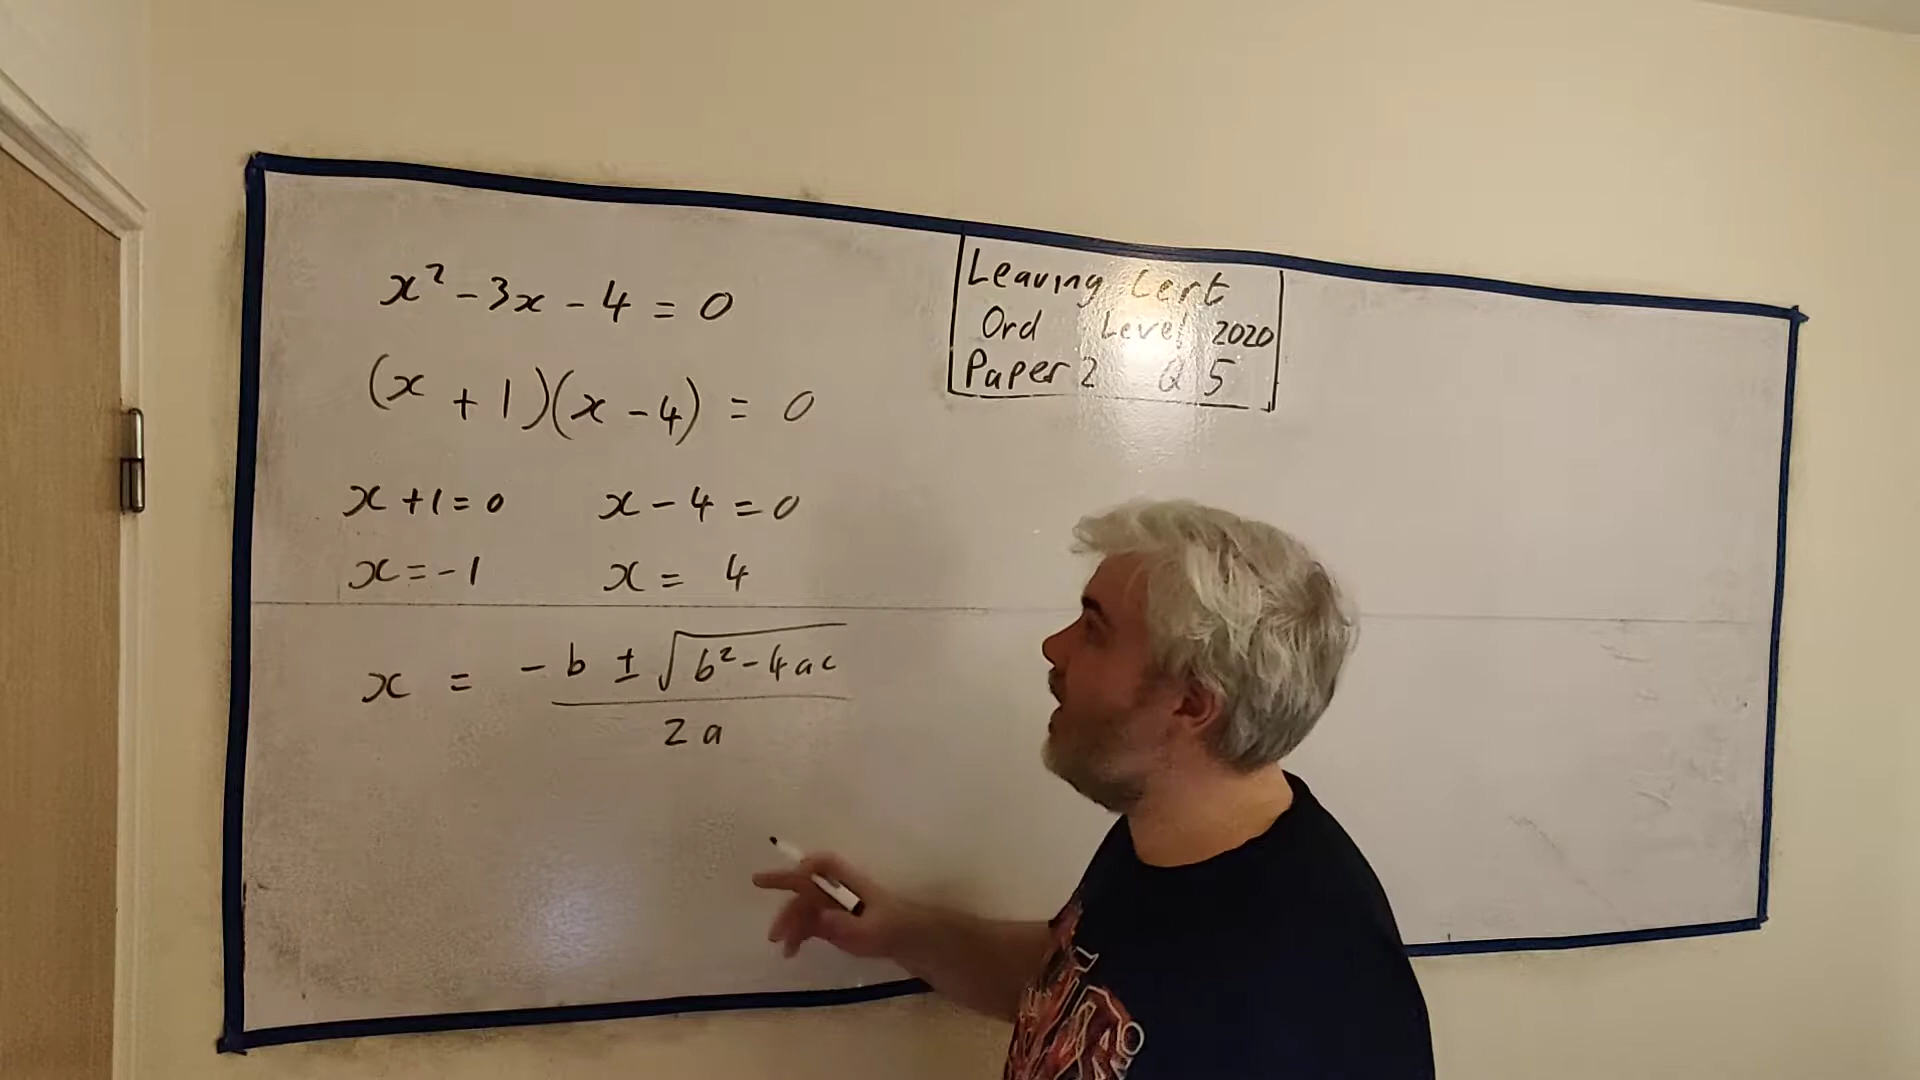 x² - 3x - 4 = 0
(x + 1)(x - 4) = 0
x + 1 = 0 x - 4 = 0
x = -1 x = 4
x = -b ± √b² - 4ac
2a
Leaving Cert
Ord Level 2020
Paper 2 Q 5